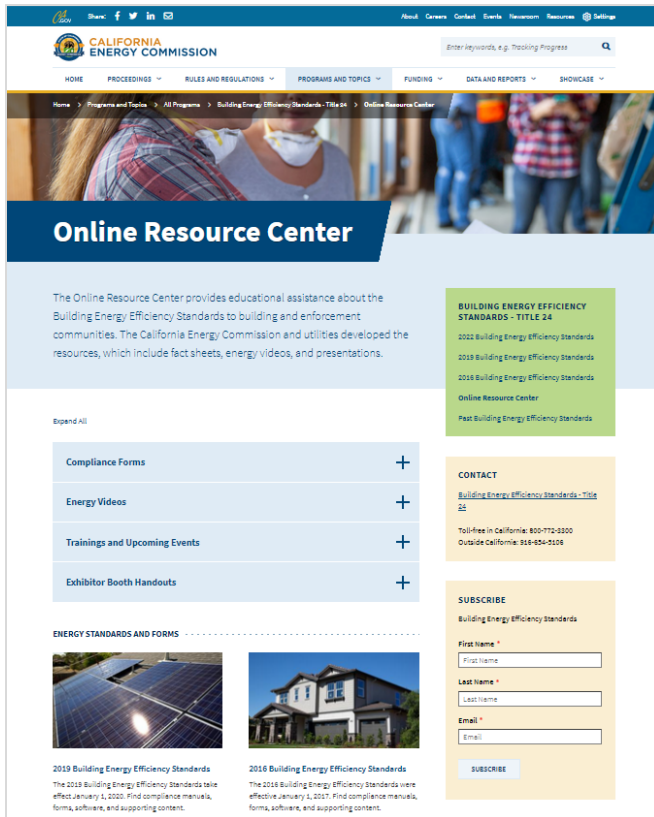 CA.GOV
Share:
About Careers Contact Events Newsroom Resources Settings
CALIFORNIA
ENERGY COMMISSION
Enter keywords, e.g. Tracking Progress
HOME PROCEEDINGS RULES AND REGULATIONS PROGRAMS AND TOPICS FUNDING DATA AND REPORTS SHOWCASE
Home > Programs and Topics > All Programs > Building Energy Efficiency Standards - Title 24 > Online Resource Center
Online Resource Center
The Online Resource Center provides educational assistance about the
Building Energy Efficiency Standards to building and enforcement
communities. The California Energy Commission and utilities developed the
resources, which include fact sheets, energy videos, and presentations.
BUILDING ENERGY EFFICIENCY
STANDARDS - TITLE 24
2022 Building Energy Efficiency Standards
2019 Building Energy Efficiency Standards
2016 Building Energy Efficiency Standards
Online Resource Center
Past Building Energy Efficiency Standards
Expand All
Compliance Forms
Energy Videos
Trainings and Upcoming Events
Exhibitor Booth Handouts
CONTACT
Building Energy Efficiency Standards - Title
24
Toll-free in California: 800-772-3300
Outside California: 916-654-5106
SUBSCRIBE
Building Energy Efficiency Standards
First Name *
First Name
Last Name *
Last Name
Email *
Email
SUBSCRIBE
ENERGY STANDARDS AND FORMS
2019 Building Energy Efficiency Standards
The 2019 Building Energy Efficiency Standards take
effect January 1, 2020. Find compliance manuals,
forms, software, and supporting content.
2016 Building Energy Efficiency Standards
The 2016 Building Energy Efficiency Standards were
effective January 1, 2017. Find compliance manuals,
forms, software, and supporting content.